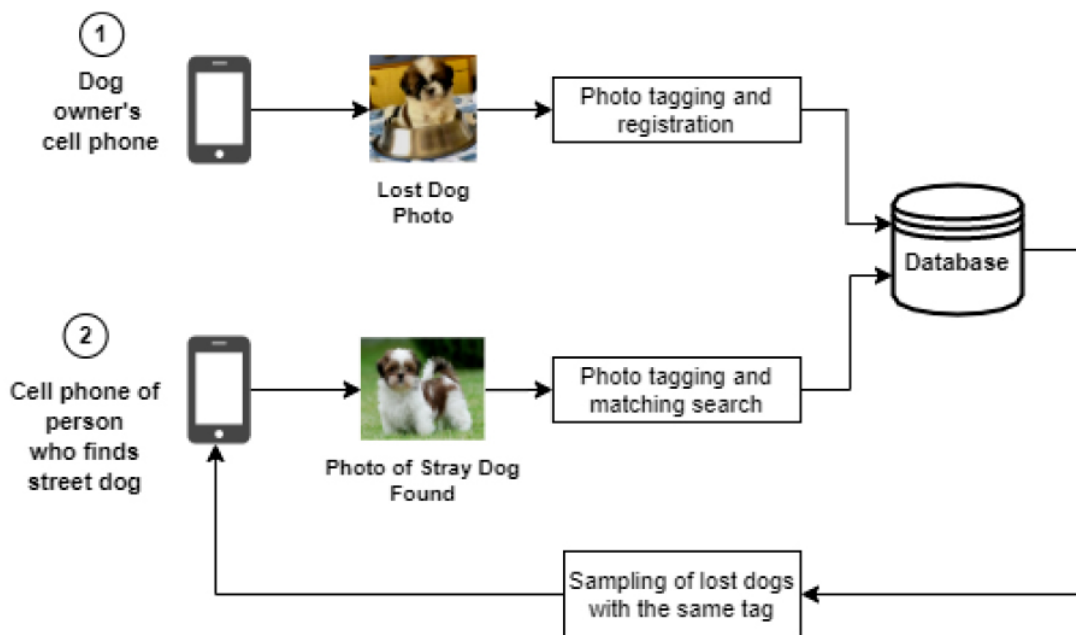 1
Dog
owner's
cell phone
Lost Dog
Photo
Photo tagging and
registration
Database
2
Cell phone of
person
who finds
street dog
Photo of Stray Dog
Found
Photo tagging and
matching search
Sampling of lost dogs
with the same tag